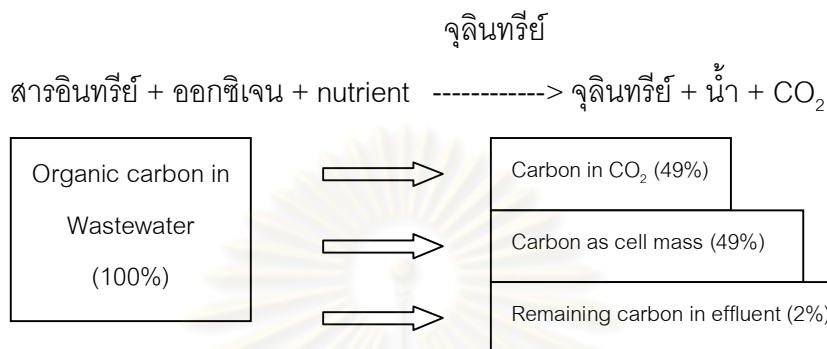 จุลินทรีย์
สารอินทรีย์ + ออกซิเจน + nutrient ------------> จุลินทรีย์ + น้ำ + CO₂
Organic carbon in
Wastewater
(100%)
Carbon in CO₂ (49%)
Carbon as cell mass (49%)
Remaining carbon in effluent (2%)